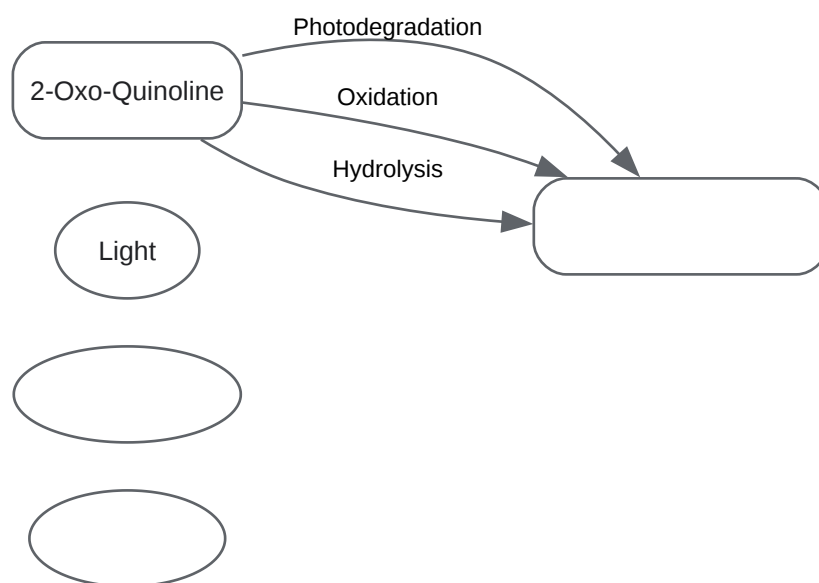 Photodegradation
2-Oxo-Quinoline
Oxidation
Hydrolysis
Light